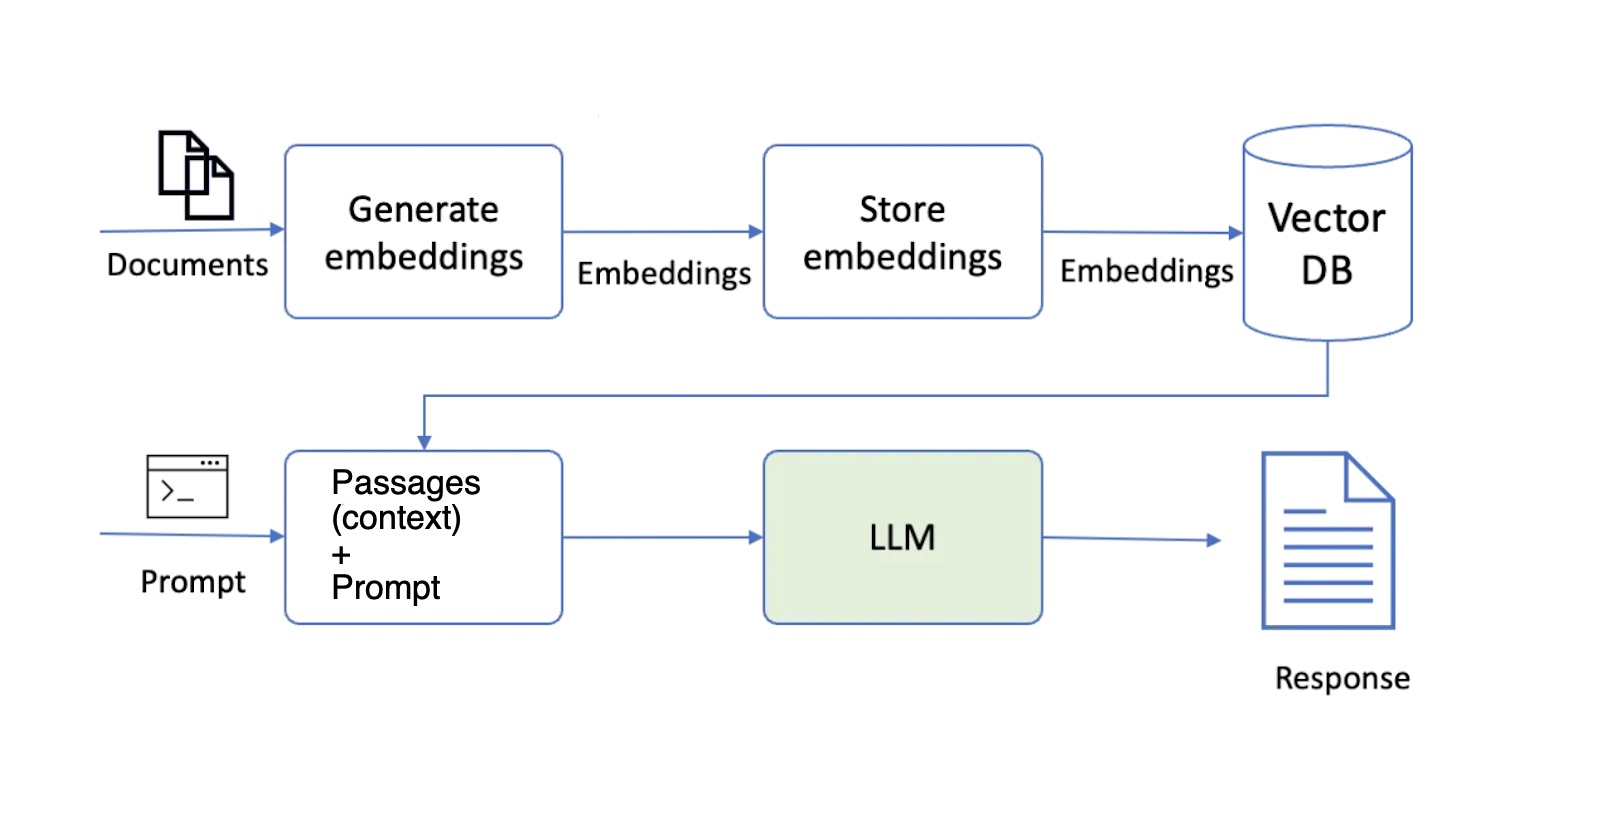 Documents
Generate
embeddings
Embeddings
Store
embeddings
Embeddings
Vector
DB
>_
Prompt
Passages
(context)
+
Prompt
LLM
Response